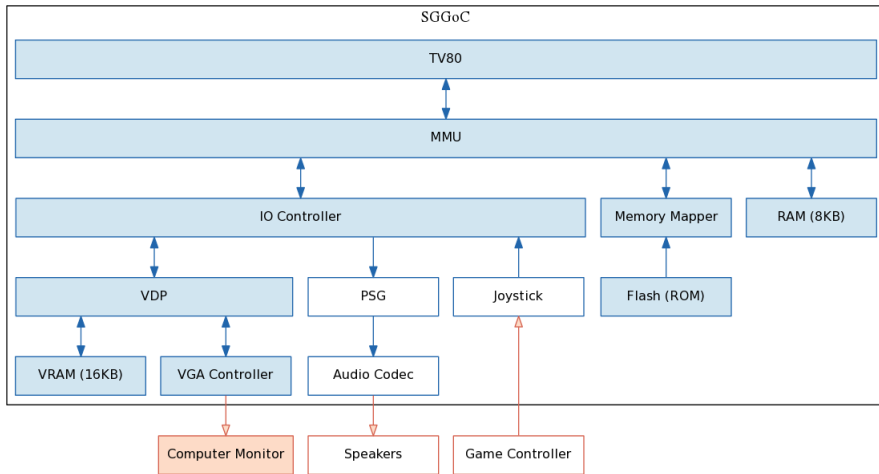 SGGoC
TV80
MMU
IO Controller
Memory Mapper
RAM (8KB)
VDP
PSG
Joystick
Flash (ROM)
VRAM (16KB)
VGA Controller
Audio Codec
Computer Monitor
Speakers
Game Controller